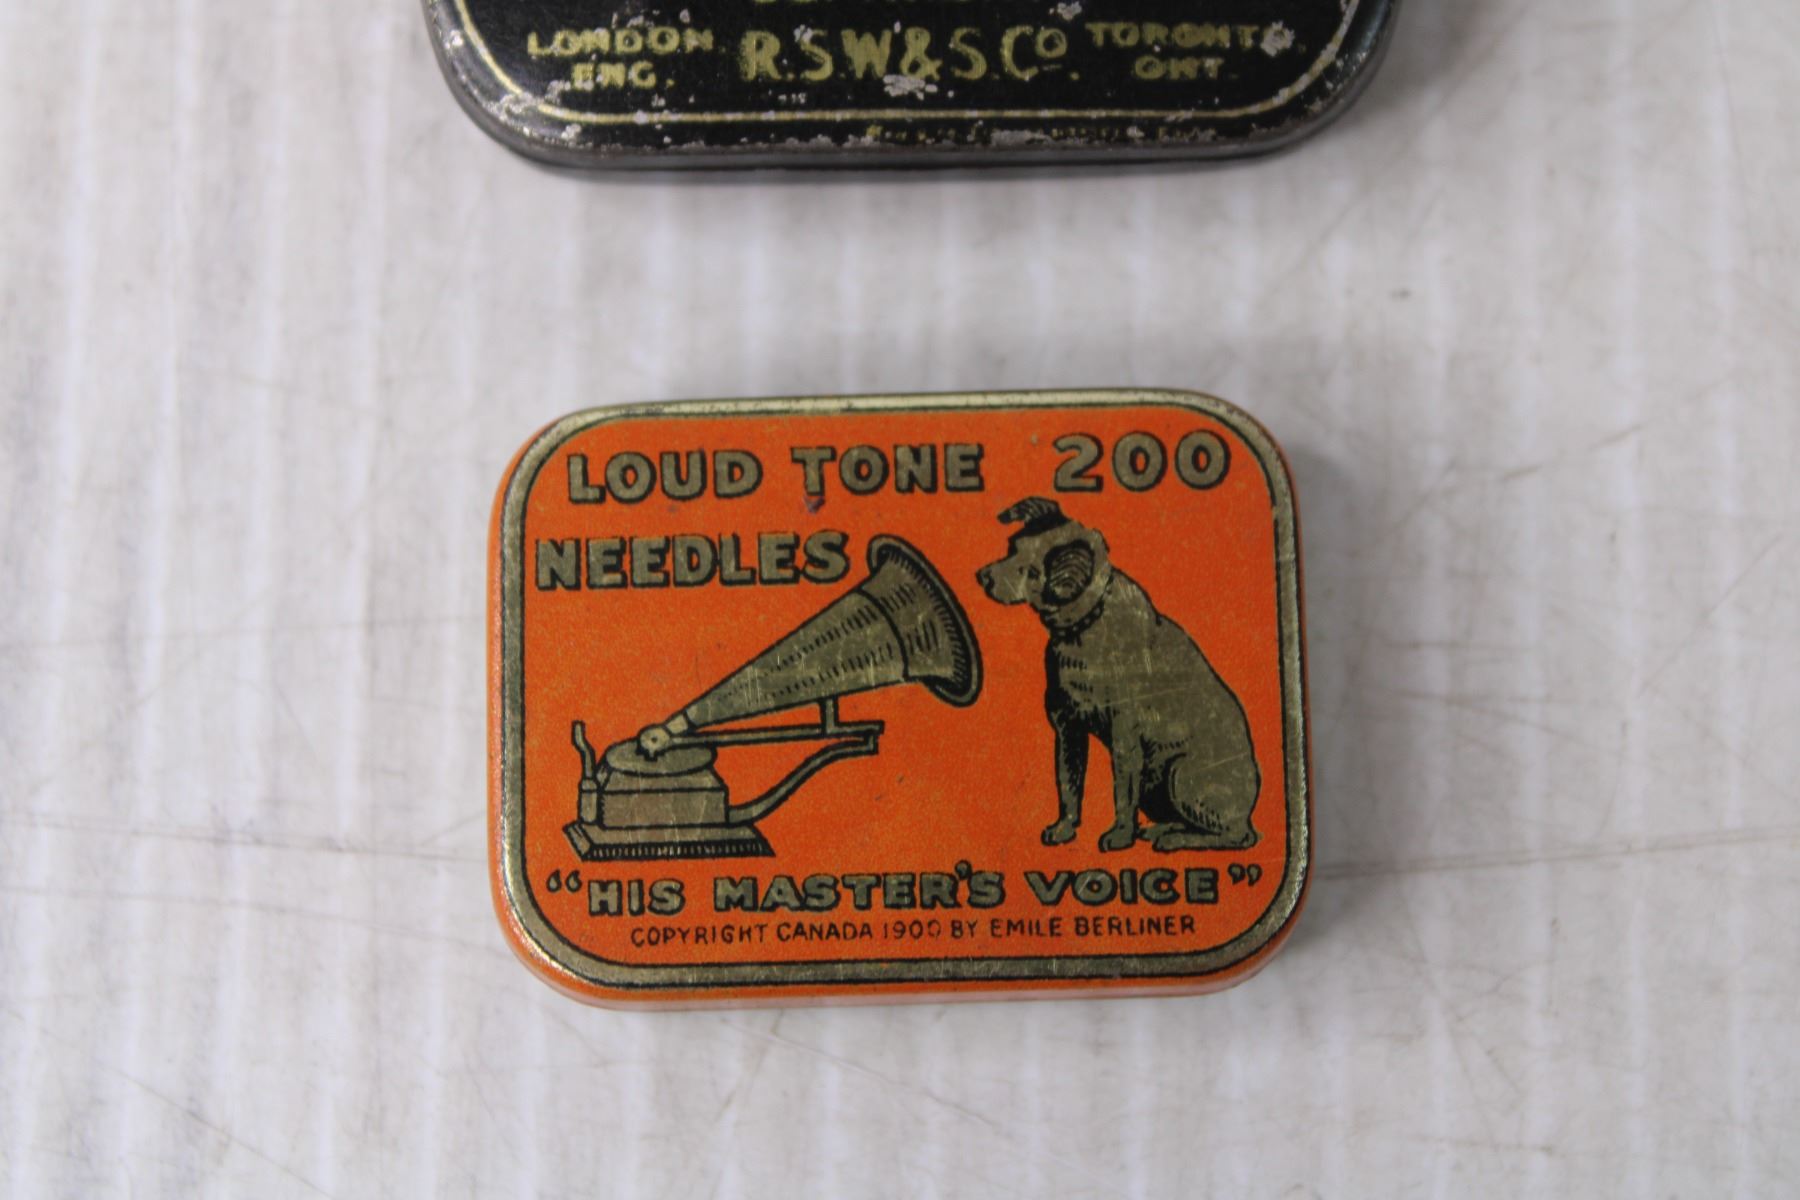 LONDON R.S.W.& S. Co. TORONTO,
ENG. ONT.
LOUD TONE 200
NEEDLES
“HIS MASTER'S VOICE”
COPYRIGHT CANADA 1900 BY EMILE BERLINER